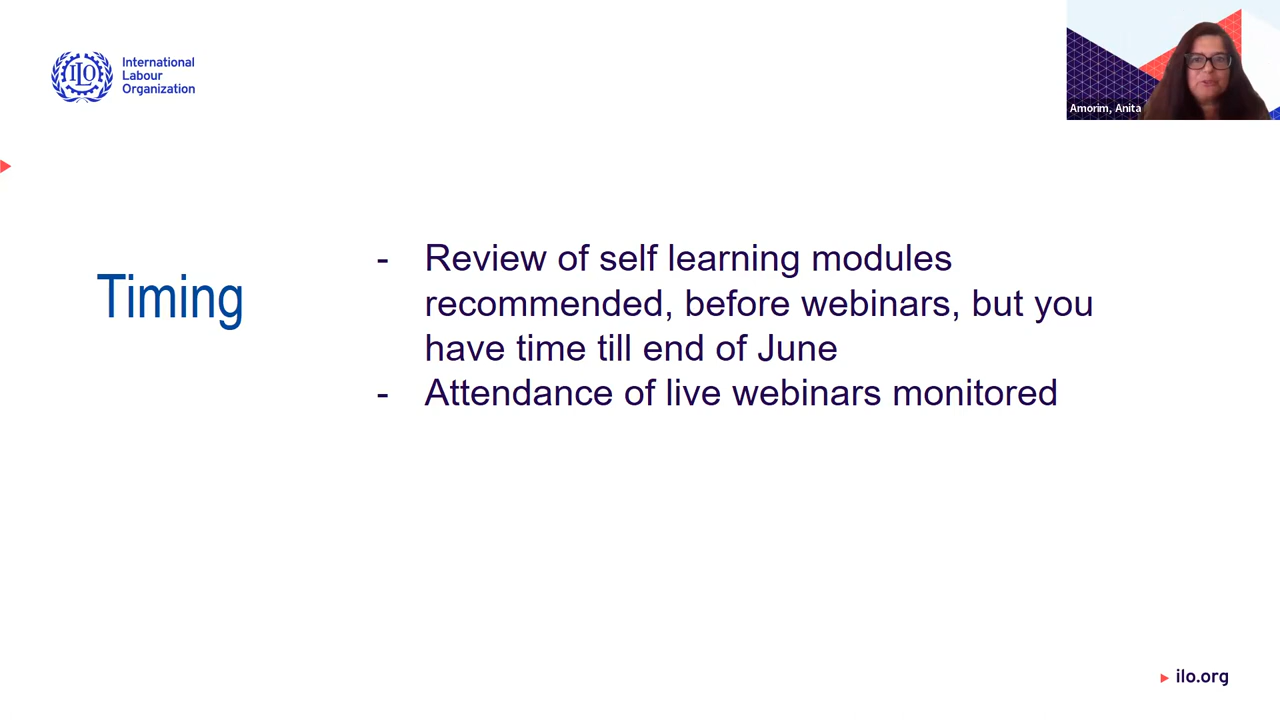 International
Labour
Organization
ILO
Amorim, Anita
Timing
- Review of self learning modules
recommended, before webinars, but you
have time till end of June
- Attendance of live webinars monitored
ilo.org